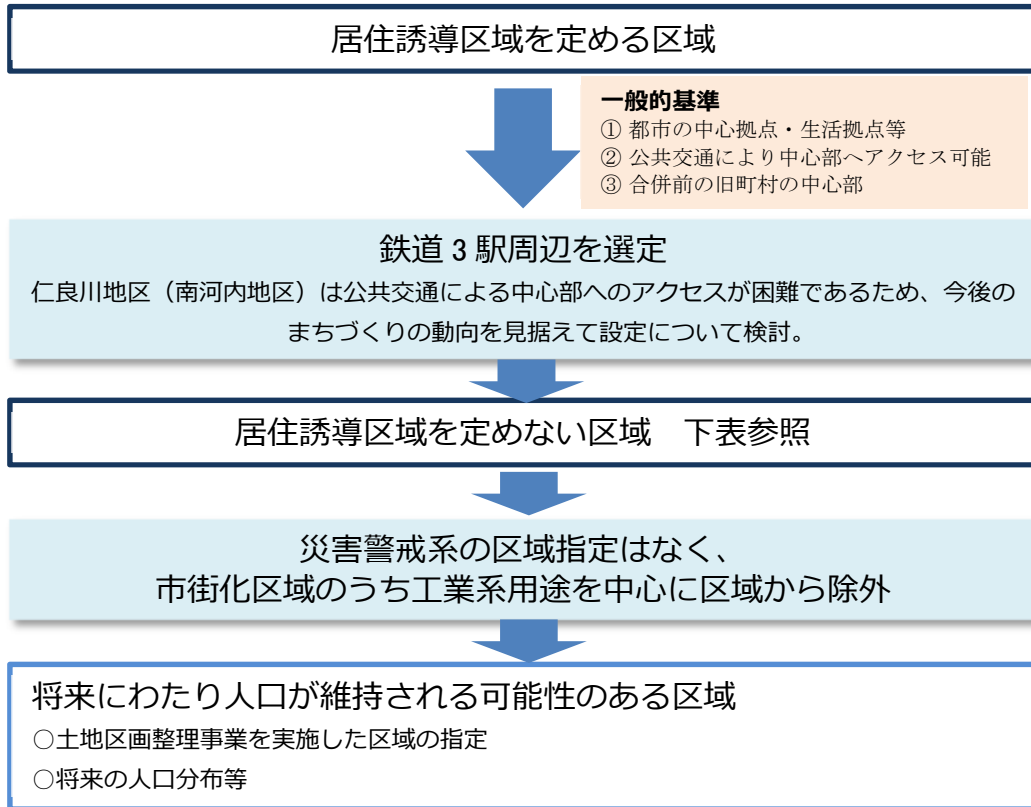 居住誘導区域を定める区域
一般的基準
① 都市の中心拠点・生活拠点等
② 公共交通により中心部へアクセス可能
③ 合併前の旧町村の中心部
鉄道 3 駅周辺を選定
仁良川地区（南河内地区）は公共交通による中心部へのアクセスが困難であるため、今後の
まちづくりの動向を見据えて設定について検討。
居住誘導区域を定めない区域　下表参照
災害警戒系の区域指定はなく、
市街化区域のうち工業系用途を中心に区域から除外
将来にわたり人口が維持される可能性のある区域
○土地区画整理事業を実施した区域の指定
○将来の人口分布等